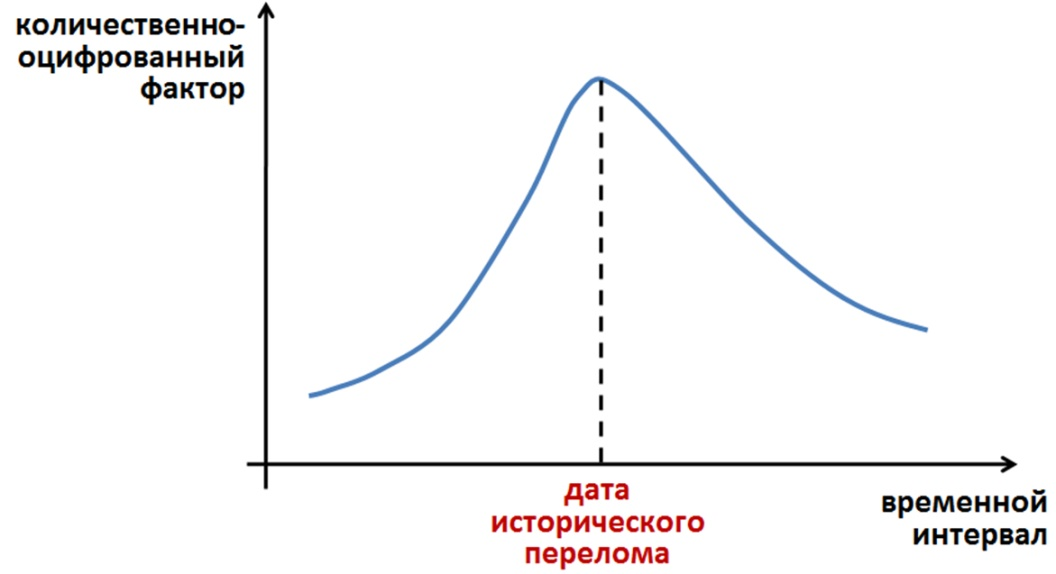 количественно-
оцифрованный
фактор
дата
исторического
перелома
временной
интервал